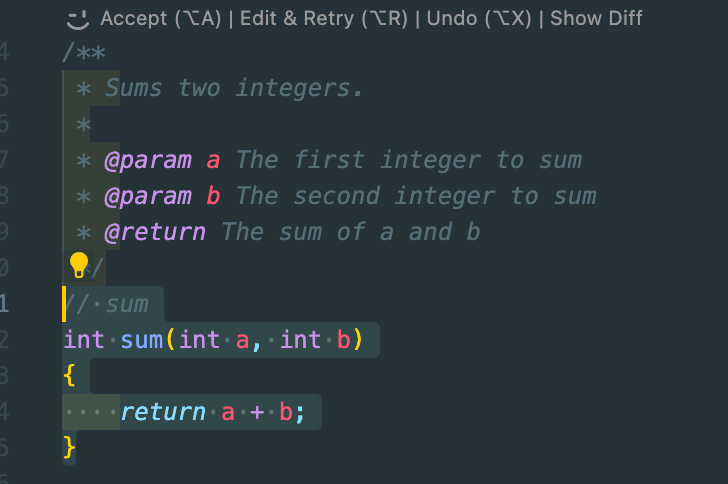 Accept (⌥A) | Edit & Retry (⌥R) | Undo (⌥X) | Show Diff
4 /**
5 * Sums two integers.
6 *
7 * @param a The first integer to sum
8 * @param b The second integer to sum
9 * @return The sum of a and b
0 */
1 // sum
2 int sum(int a, int b)
3 {
4 return a + b;
5 }
6